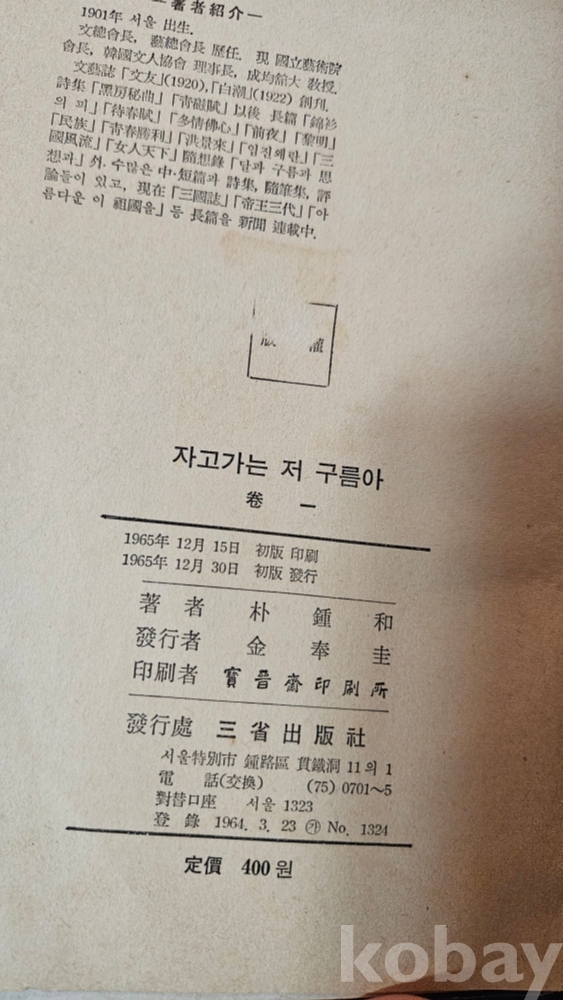 ─著者紹介─
1901年 서울 出生.
文總會長, 藝總會長 歷任. 現 國立藝術院
會長, 韓國文人協會 理事長, 成均舘大 敎授.
文藝誌「文友」(1920),「白潮」(1922) 創刊.
詩集「黑房秘曲」「靑磁賦」以後 長篇「錦衫
의 피」「待春賦」「多情佛心」「前夜」「黎明」
「民族」「靑春勝利」「洪景來」「임진왜란」「三
國風流」「女人天下」隨想錄「달과 구름과 思
想과」外. 수많은 中·短篇과 詩集, 隨筆集, 評
論들이 있고, 現在「三國誌」「帝王三代」「아
름다운 이 祖國을」等 長篇을 新聞 連載中.
版 權
자고가는 저 구름아
卷 一
1965年 12月 15日 初版 印刷
1965年 12月 30日 初版 發行
著者 朴鍾和
發行者 金奉圭
印刷者 寶晋齋印刷所
發行處 三省出版社
서울特別市 鍾路區 貫鐵洞 11의 1
電 話(交換) (75) 0701~5
對替口座 서울 1323
登錄 1964. 3. 23 ㉮ No. 1324
定價 400원
kobay